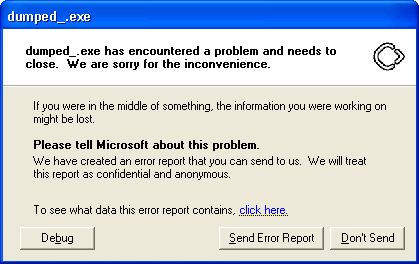 dumped_.exe
dumped_.exe has encountered a problem and needs to
close.  We are sorry for the inconvenience.
If you were in the middle of something, the information you were working on
might be lost.
Please tell Microsoft about this problem.
We have created an error report that you can send to us.  We will treat
this report as confidential and anonymous.
To see what data this error report contains, click here.
Debug
Send Error Report
Don't Send